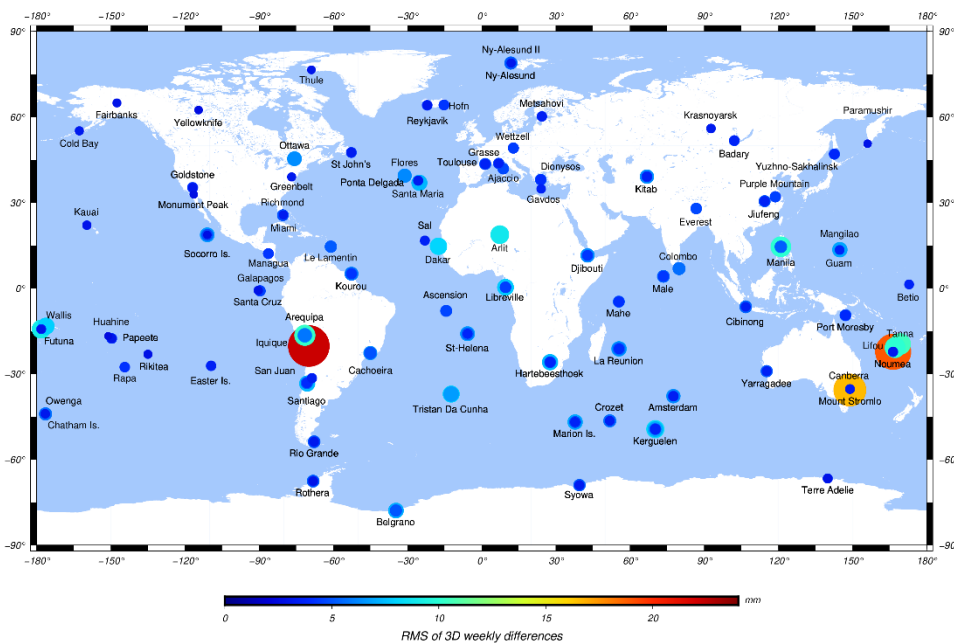 −180° −150° −120° −90° −60° −30° 0° 30° 60° 90° 120° 150° 180°
90° 90°
Ny-Alesund II
Ny-Alesund
Thule
Hofn
Metsahovi
Krasnoyarsk
Paramushir
60° Fairbanks Yellowknife Reykjavik 60°
Cold Bay
Ottawa
Wettzell
Badary
Yuzhno-Sakhalinsk
St John's
Flores
Toulouse
Grasse
Dionysos
Goldstone
Greenbelt
Ponta Delgada
Santa Maria
Ajaccio
Gavdos
Kitab
Purple Mountain
Monument Peak
Richmond
Jiufeng
30° 30°
Kauai
Miami
Everest
Socorro Is.
Managua
Le Lamentin
Sal
Dakar
Arlit
Djibouti
Colombo
Manila
Mangilao
Guam
Galapagos
Kourou
Libreville
Male
0° Santa Cruz 0°
Betio
Wallis
Futuna
Huahine
Papeete
Arequipa
Ascension
Mahe
Cibinong
Port Moresby
Tanna
Iquique
St-Helena
Lifou
Noumea
Rapa
Rikitea
Easter Is.
San Juan
Cachoeira
Hartebeesthoek
La Reunion
Yarragadee
Canberra
−30° −30°
Owenga
Chatham Is.
Santiago
Tristan Da Cunha
Marion Is.
Crozet
Amsterdam
Kerguelen
Mount Stromlo
Rio Grande
−60° −60°
Rothera
Belgrano
Syowa
Terre Adelie
−90° −90°
−180° −150° −120° −90° −60° −30° 0° 30° 60° 90° 120° 150° 180°
mm
0 5 10 15 20
RMS of 3D weekly differences